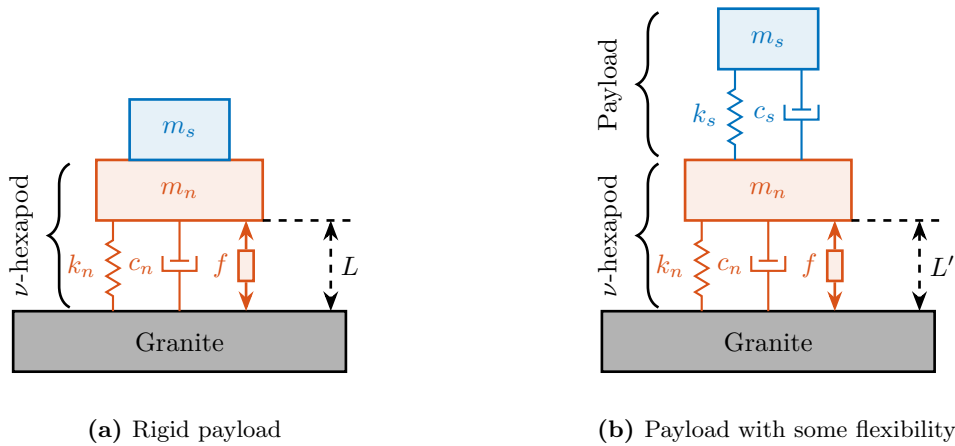 m_s
m_n
ν-hexapod
k_n
c_n
f
L
Granite
(a) Rigid payload
Payload
m_s
k_s
c_s
m_n
ν-hexapod
k_n
c_n
f
L′
Granite
(b) Payload with some flexibility